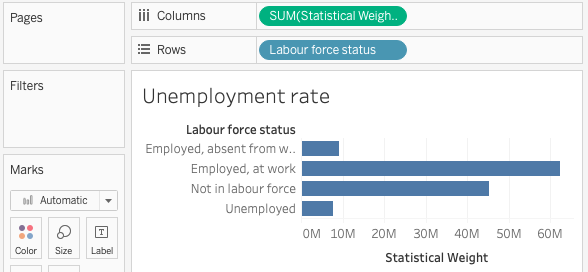 Pages
Columns
SUM(Statistical Weigh..
Rows
Labour force status
Filters
Marks
Automatic
Color
Size
Label
Unemployment rate
Labour force status
Employed, absent from w..
Employed, at work
Not in labour force
Unemployed
0M 10M 20M 30M 40M 50M 60M
Statistical Weight